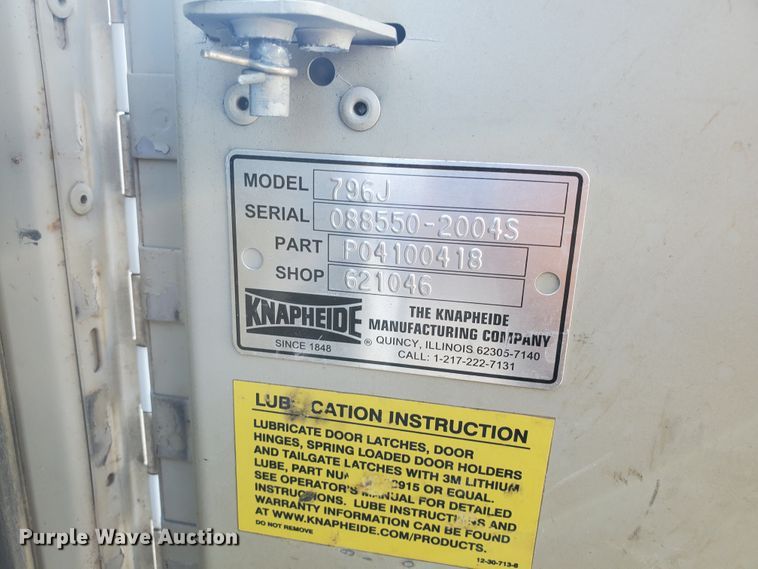 MODEL 796J
SERIAL 088550-2004S
PART P04100418
SHOP 621046
KNAPHEIDE
SINCE 1848
®
THE KNAPHEIDE
MANUFACTURING COMPANY
QUINCY, ILLINOIS 62305-7140
CALL: 1-217-222-7131
CATION INSTRUCTION
LUBRICATE DOOR LATCHES, DOOR
HINGES, SPRING LOADED DOOR HOLDERS
AND TAILGATE LATCHES WITH 3M LITHIUM
LUBE, PART 2915 OR EQUAL.
SEE OPERATOR'S MANUAL FOR DETAILED
INSTRUCTIONS. LUBE INSTRUCTIONS AND
WARRANTY INFORMATION CAN BE FOUND
AT WWW.KNAPHEIDE.COM/PRODUCTS.
DO NOT REMOVE
12-30-713-8
Purple Wave Auction